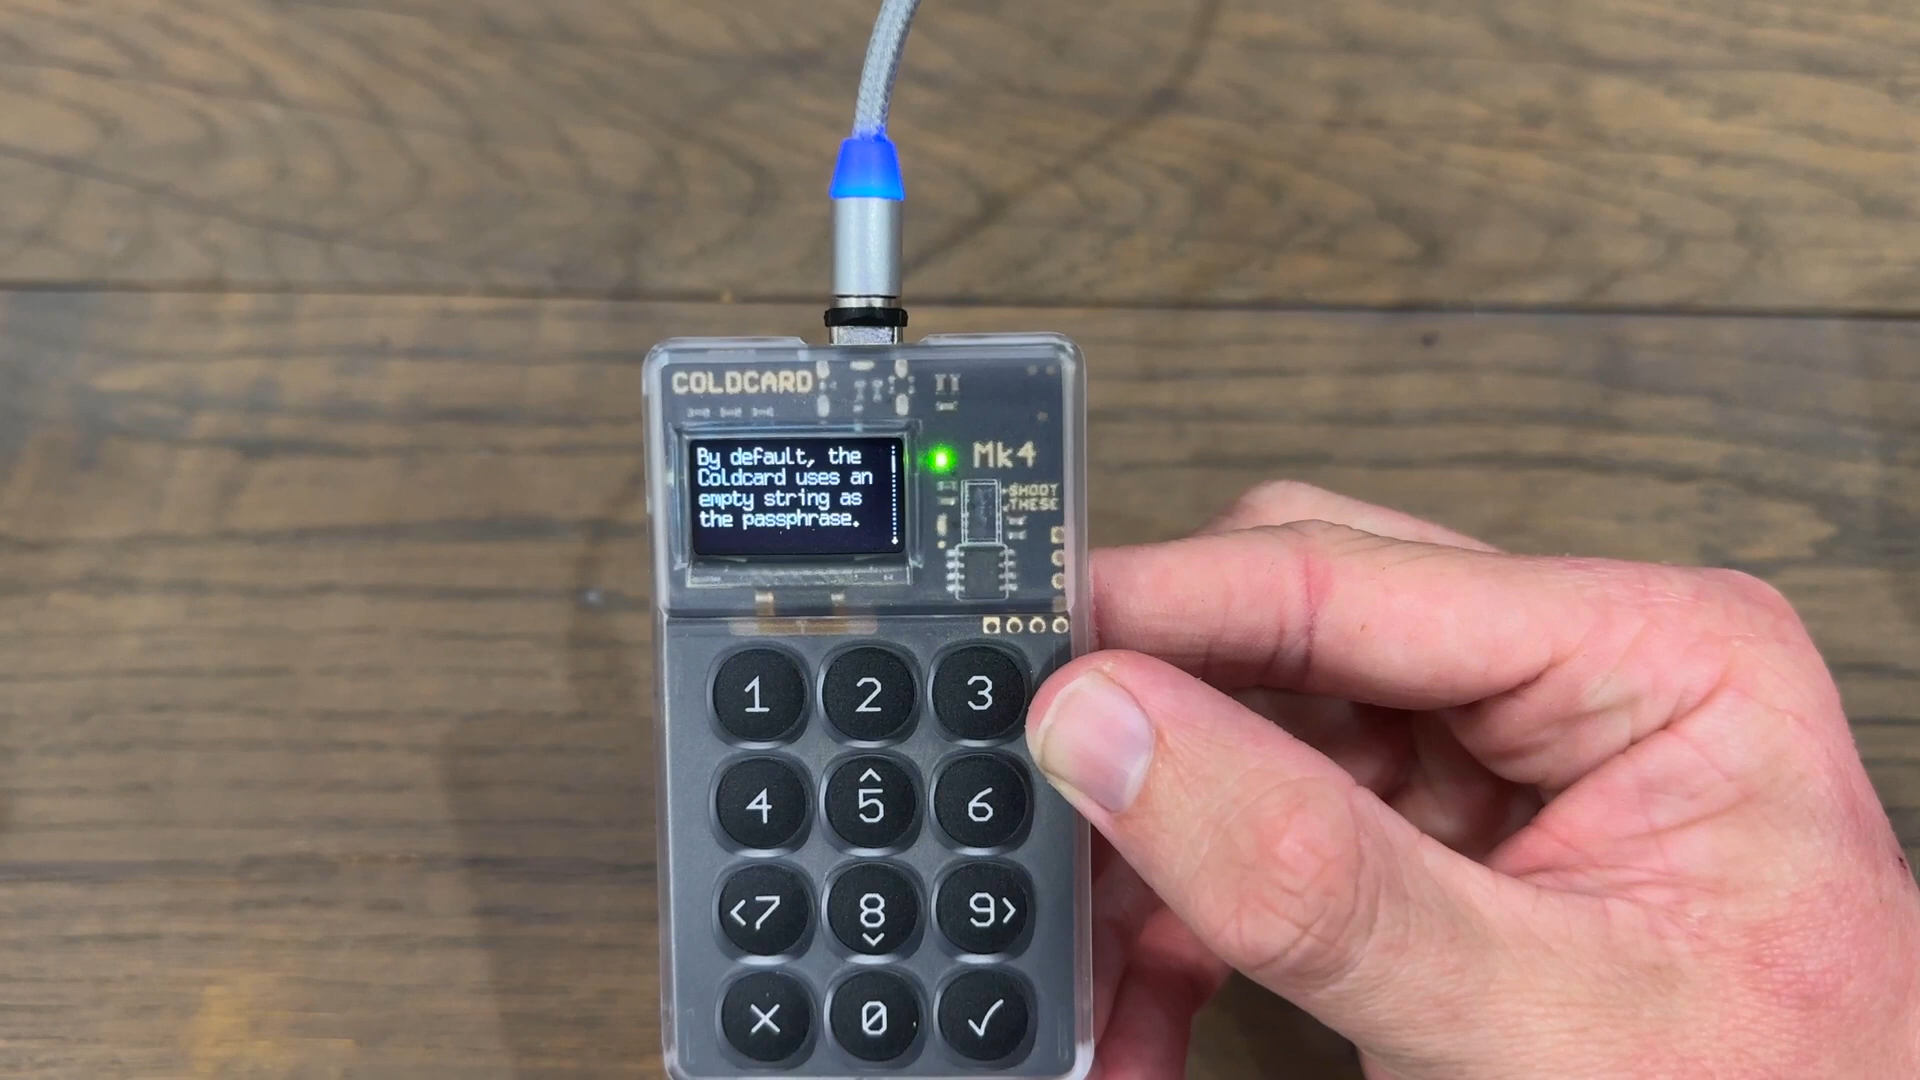 COLDCARD
By default, the
Coldcard uses an
empty string as
the passphrase.
Mk4
SHOOT
THESE
1 2 3
4 5 6
<7 8 9>
0